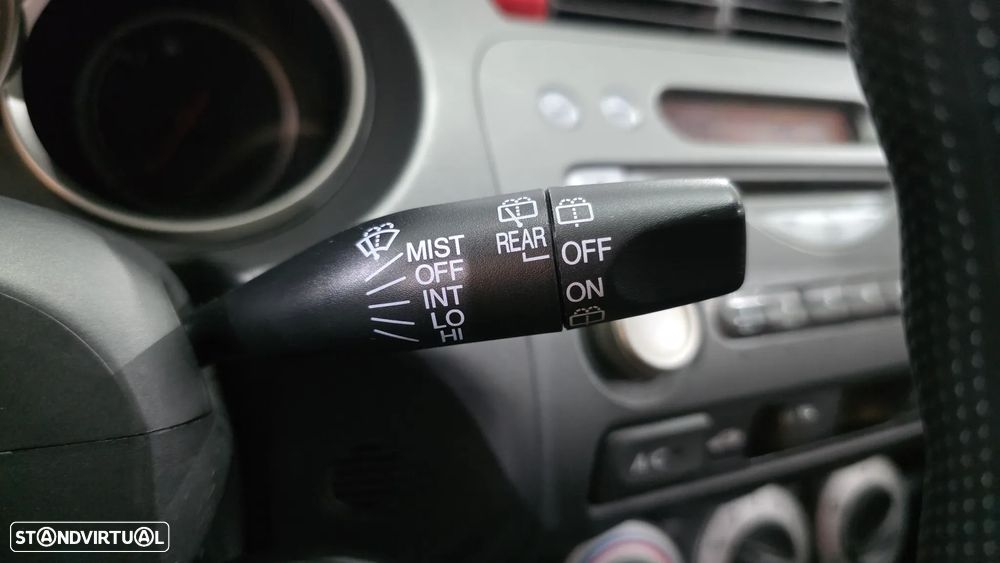 MIST
OFF
INT
LO
HI
REAR
OFF
ON
A/C
STANDVIRTUAL